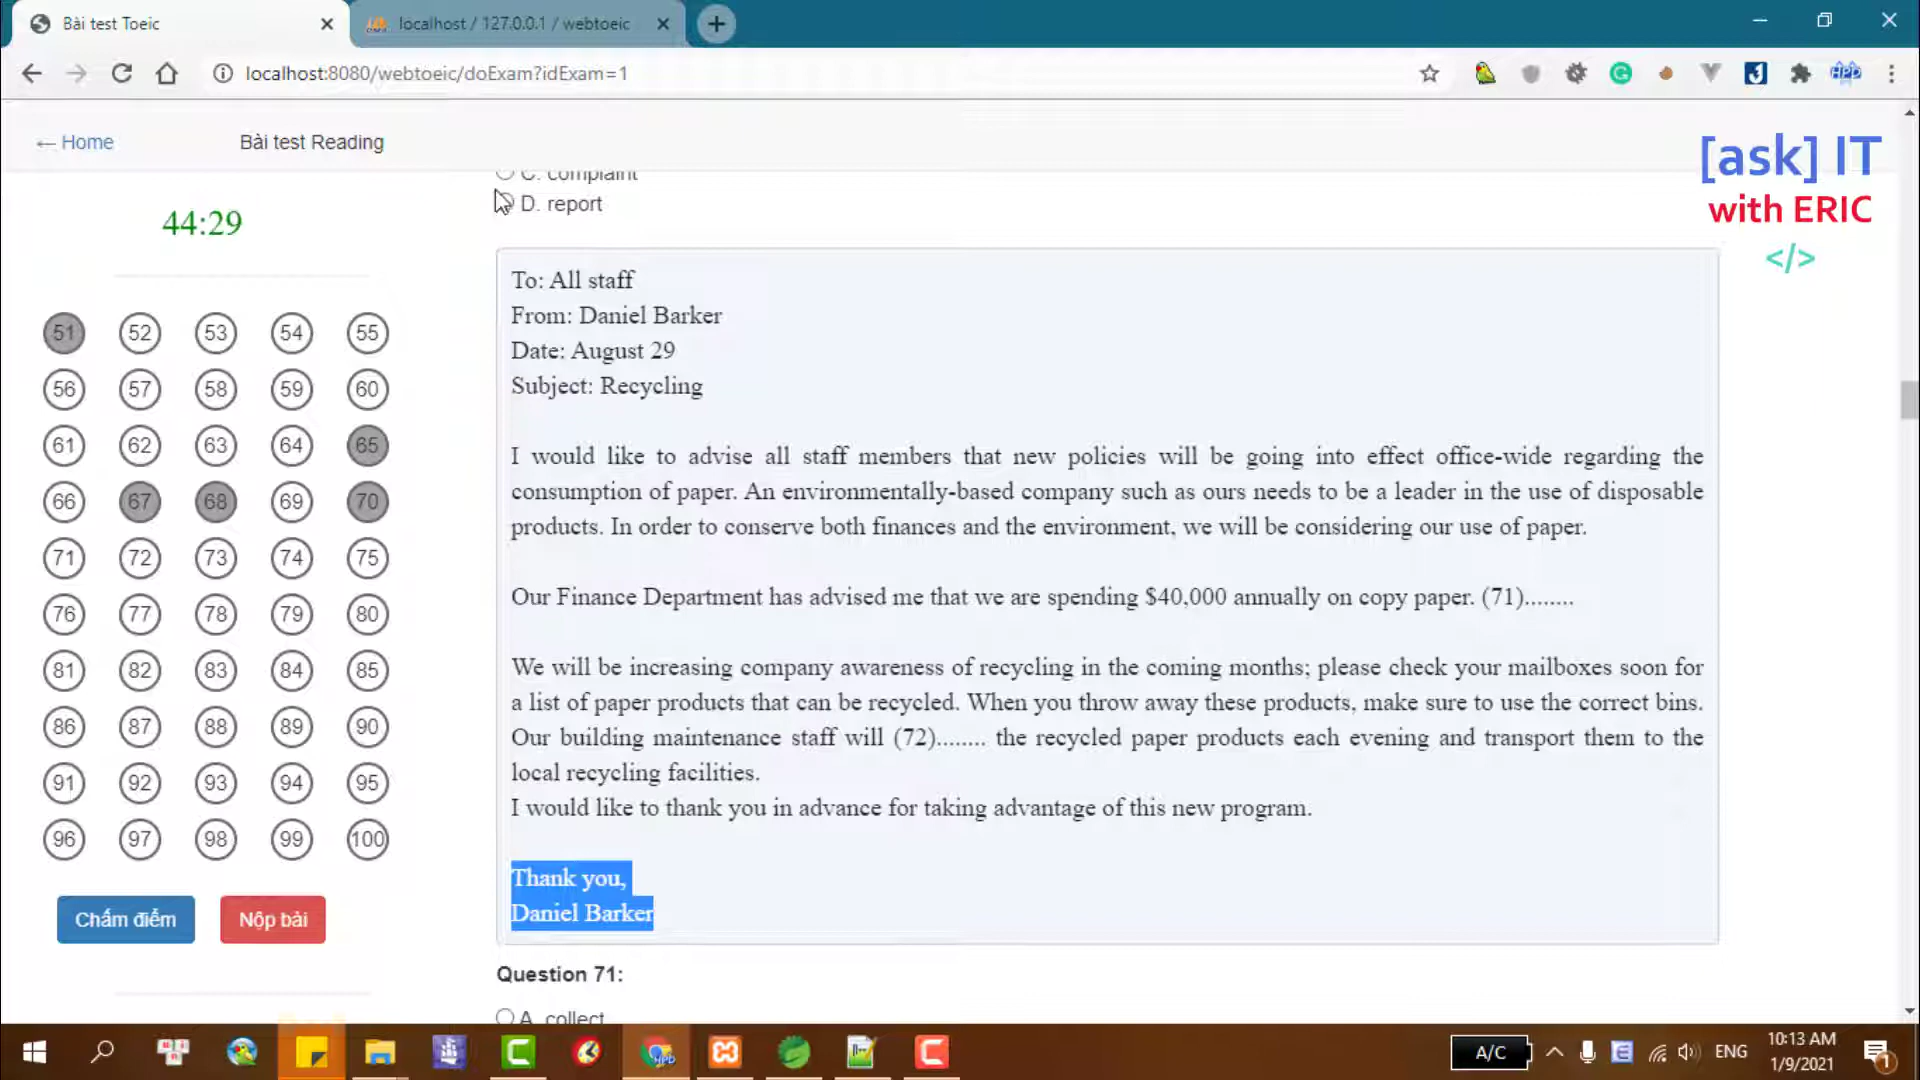 Bài test Toeic
localhost / 127.0.0.1 / webtoeic
localhost:8080/webtoeic/doExam?idExam=1
← Home
Bài test Reading
[ask] IT
with ERIC
</>
44:29
51 52 53 54 55
56 57 58 59 60
61 62 63 64 65
66 67 68 69 70
71 72 73 74 75
76 77 78 79 80
81 82 83 84 85
86 87 88 89 90
91 92 93 94 95
96 97 98 99 100
Chấm điểm
Nộp bài
C. complaint
D. report
To: All staff
From: Daniel Barker
Date: August 29
Subject: Recycling
I would like to advise all staff members that new policies will be going into effect office-wide regarding the
consumption of paper. An environmentally-based company such as ours needs to be a leader in the use of disposable
products. In order to conserve both finances and the environment, we will be considering our use of paper.
Our Finance Department has advised me that we are spending $40,000 annually on copy paper. (71)........
We will be increasing company awareness of recycling in the coming months; please check your mailboxes soon for
a list of paper products that can be recycled. When you throw away these products, make sure to use the correct bins.
Our building maintenance staff will (72)........ the recycled paper products each evening and transport them to the
local recycling facilities.
I would like to thank you in advance for taking advantage of this new program.
Thank you,
Daniel Barker
Question 71:
A. collect
A/C
ENG
10:13 AM
1/9/2021
1